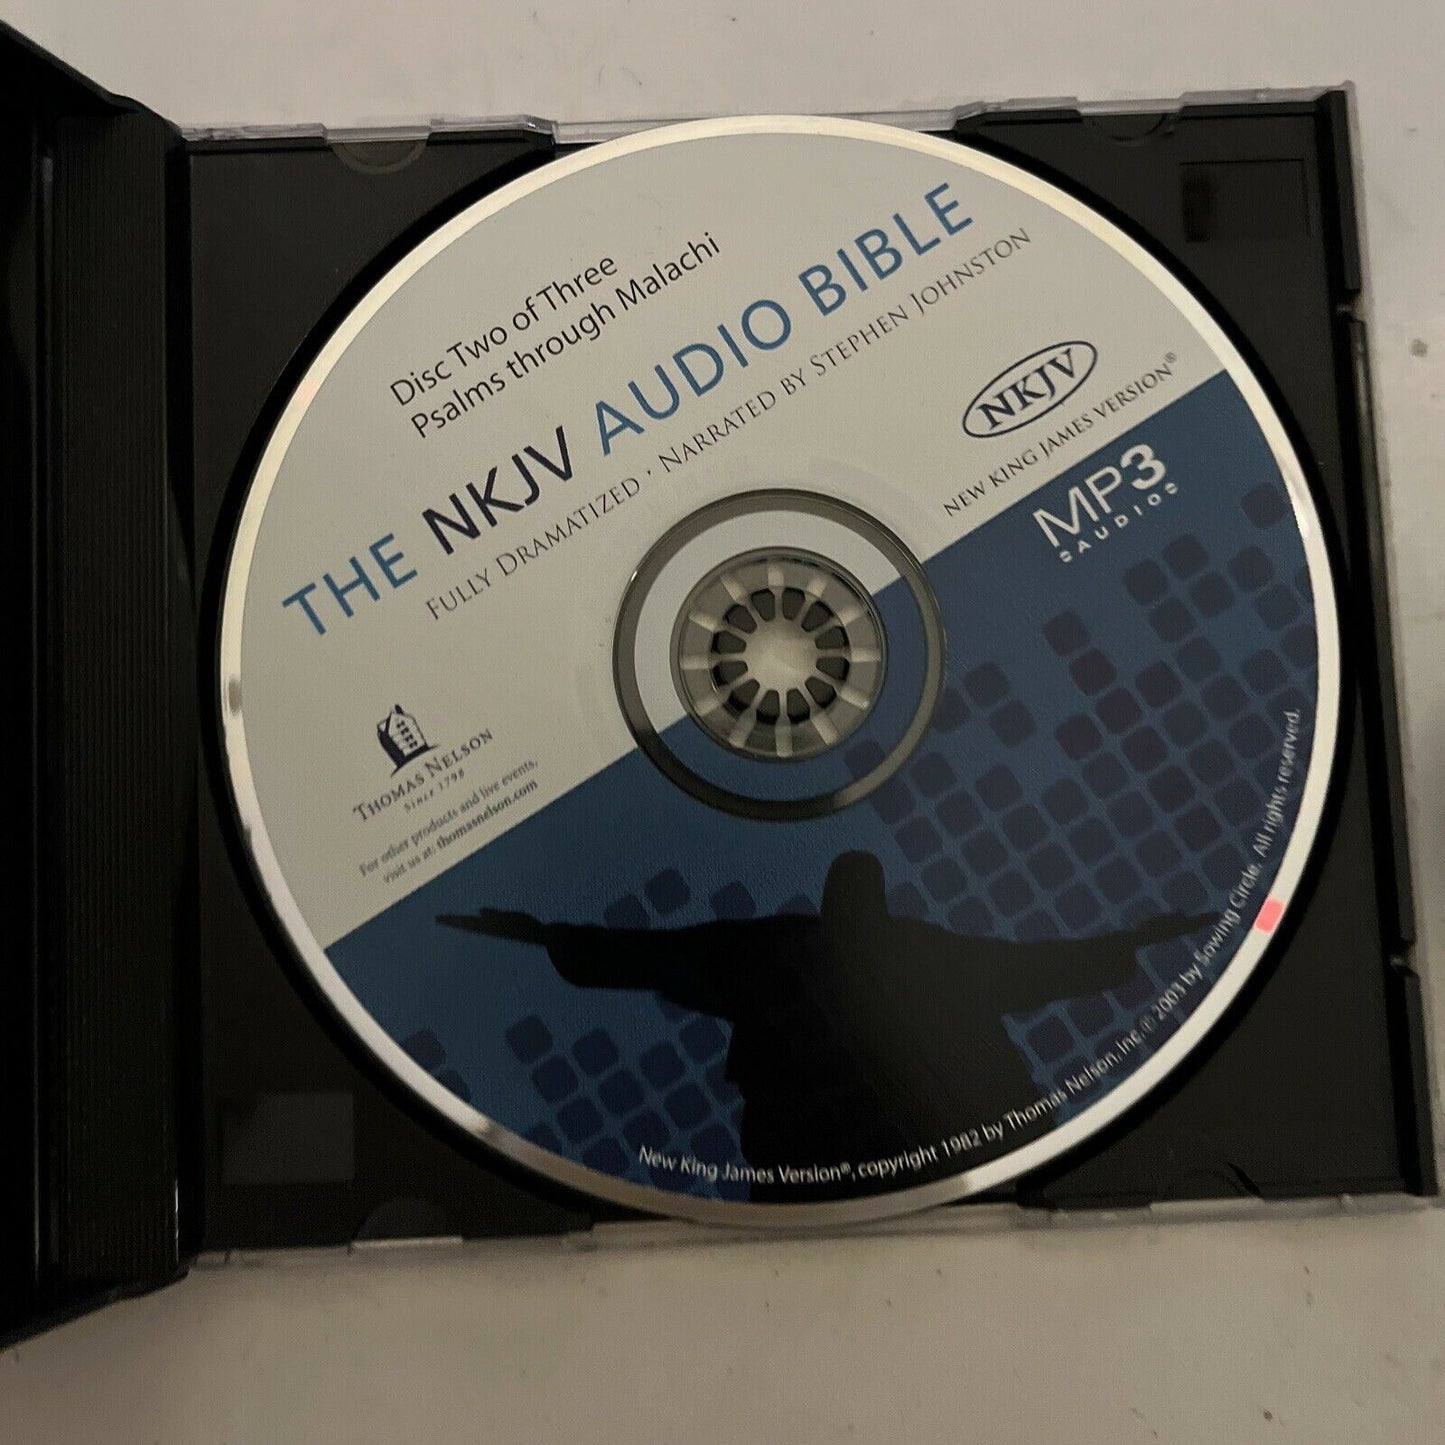 Disc Two of Three
Psalms through Malachi
THE NKJV AUDIO BIBLE
FULLY DRAMATIZED · NARRATED BY STEPHEN JOHNSTON
NKJV
NEW KING JAMES VERSION®
MP3
AUDIO
THOMAS NELSON
SINCE 1798
For other products and live events,
visit us at: thomasnelson.com
New King James Version®, copyright 1982 by Thomas Nelson, Inc. ℗ 2003 by Sowing Circle. All rights reserved.